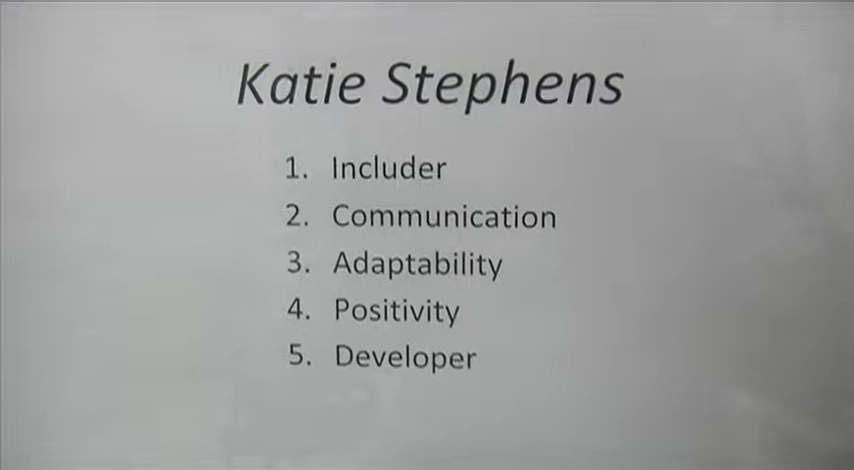 Katie Stephens
1. Includer
2. Communication
3. Adaptability
4. Positivity
5. Developer